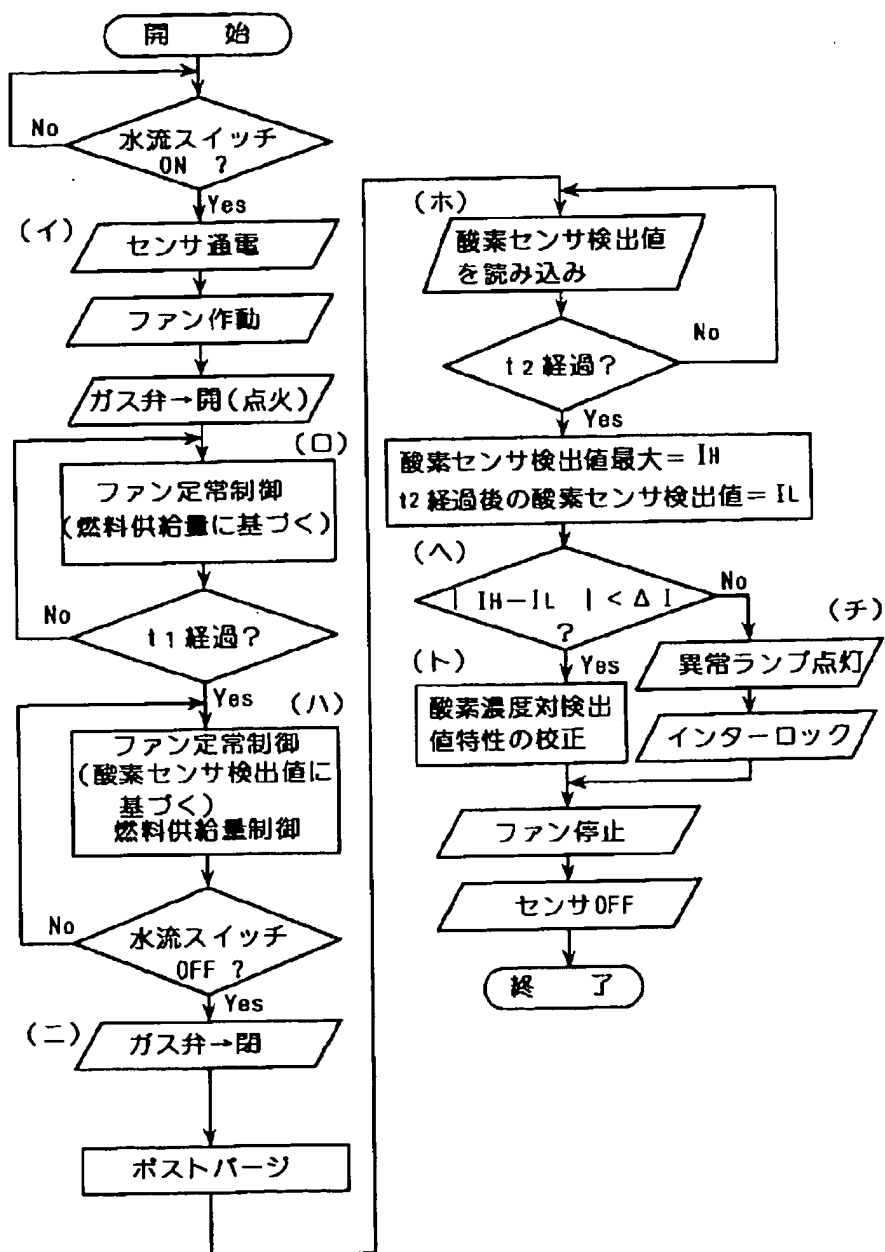 開 始
No
水流スイッチ
ON ?
Yes
(イ)
センサ通電
ファン作動
ガス弁→開(点火)
(ロ)
ファン定常制御
(燃料供給量に基づく)
No
t1経過?
Yes
(ハ)
ファン定常制御
(酸素センサ検出値に
基づく)
燃料供給量制御
No
水流スイッチ
OFF ?
Yes
(ニ)
ガス弁→閉
ポストパージ
(ホ)
酸素センサ検出値
を読み込み
No
t2経過?
Yes
酸素センサ検出値最大=IH
t2経過後の酸素センサ検出値=IL
(ヘ)
| IH-IL | < ΔI
?
No
(チ)
Yes
異常ランプ点灯
(ト)
酸素濃度対検出
値特性の校正
インターロック
ファン停止
センサOFF
終 了